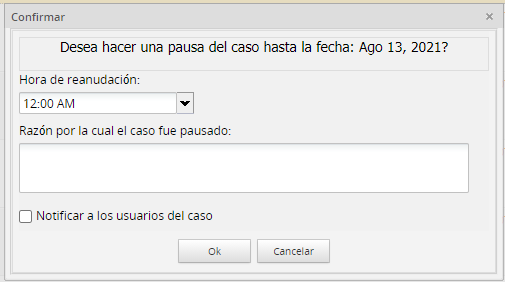 Confirmar
Desea hacer una pausa del caso hasta la fecha: Ago 13, 2021?
Hora de reanudación:
12:00 AM
Razón por la cual el caso fue pausado:
Notificar a los usuarios del caso
Ok Cancelar